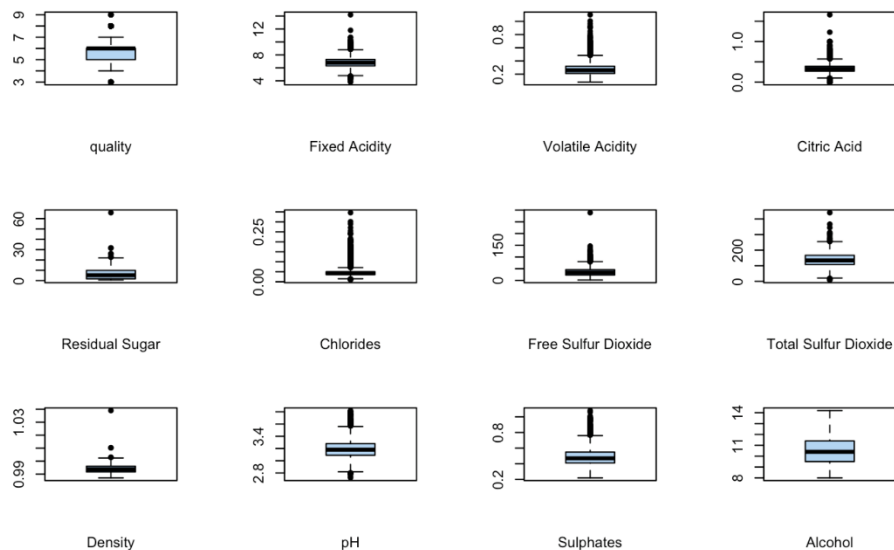 3 5 7 9
quality
4 8 12
Fixed Acidity
0.2 0.8
Volatile Acidity
0.0 1.0
Citric Acid
0 30 60
Residual Sugar
0.00 0.25
Chlorides
0 150
Free Sulfur Dioxide
0 200
Total Sulfur Dioxide
0.99 1.03
Density
2.8 3.4
pH
0.2 0.8
Sulphates
8 11 14
Alcohol